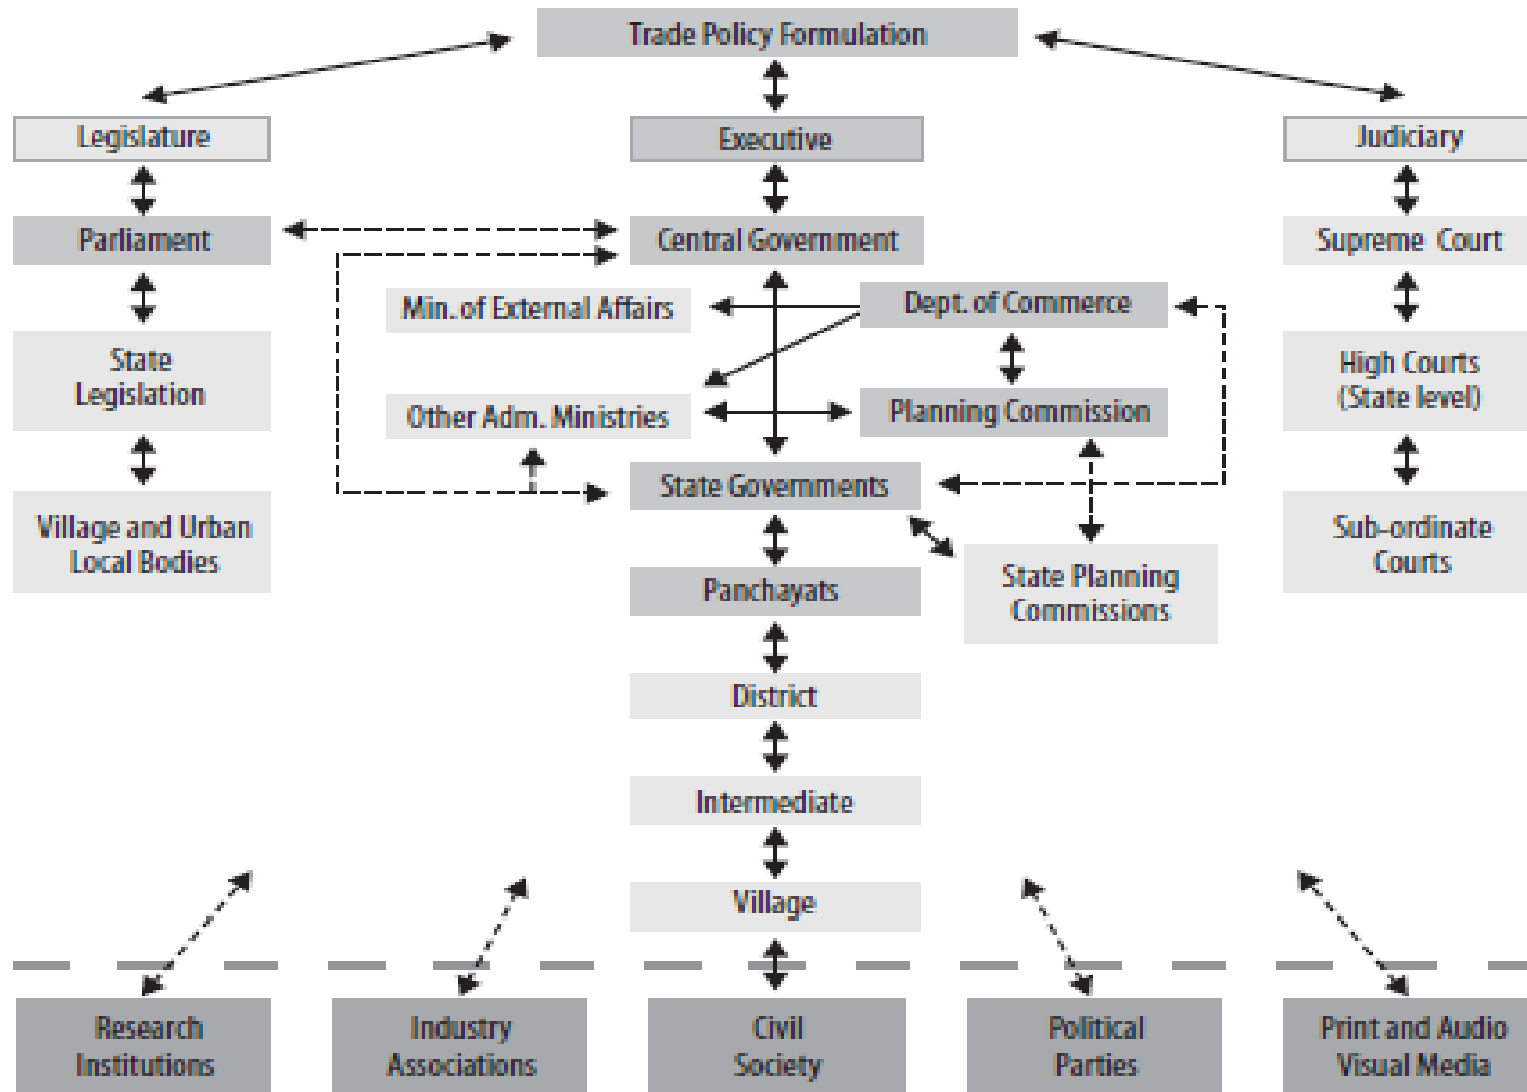 Trade Policy Formulation
Legislature
Executive
Judiciary
Parliament
Central Government
Supreme Court
Min. of External Affairs
Dept. of Commerce
State
Legislation
High Courts
(State level)
Other Adm. Ministries
Planning Commission
State Governments
Village and Urban
Local Bodies
Sub-ordinate
Courts
Panchayats
State Planning
Commissions
District
Intermediate
Village
Research
Institutions
Industry
Associations
Civil
Society
Political
Parties
Print and Audio
Visual Media